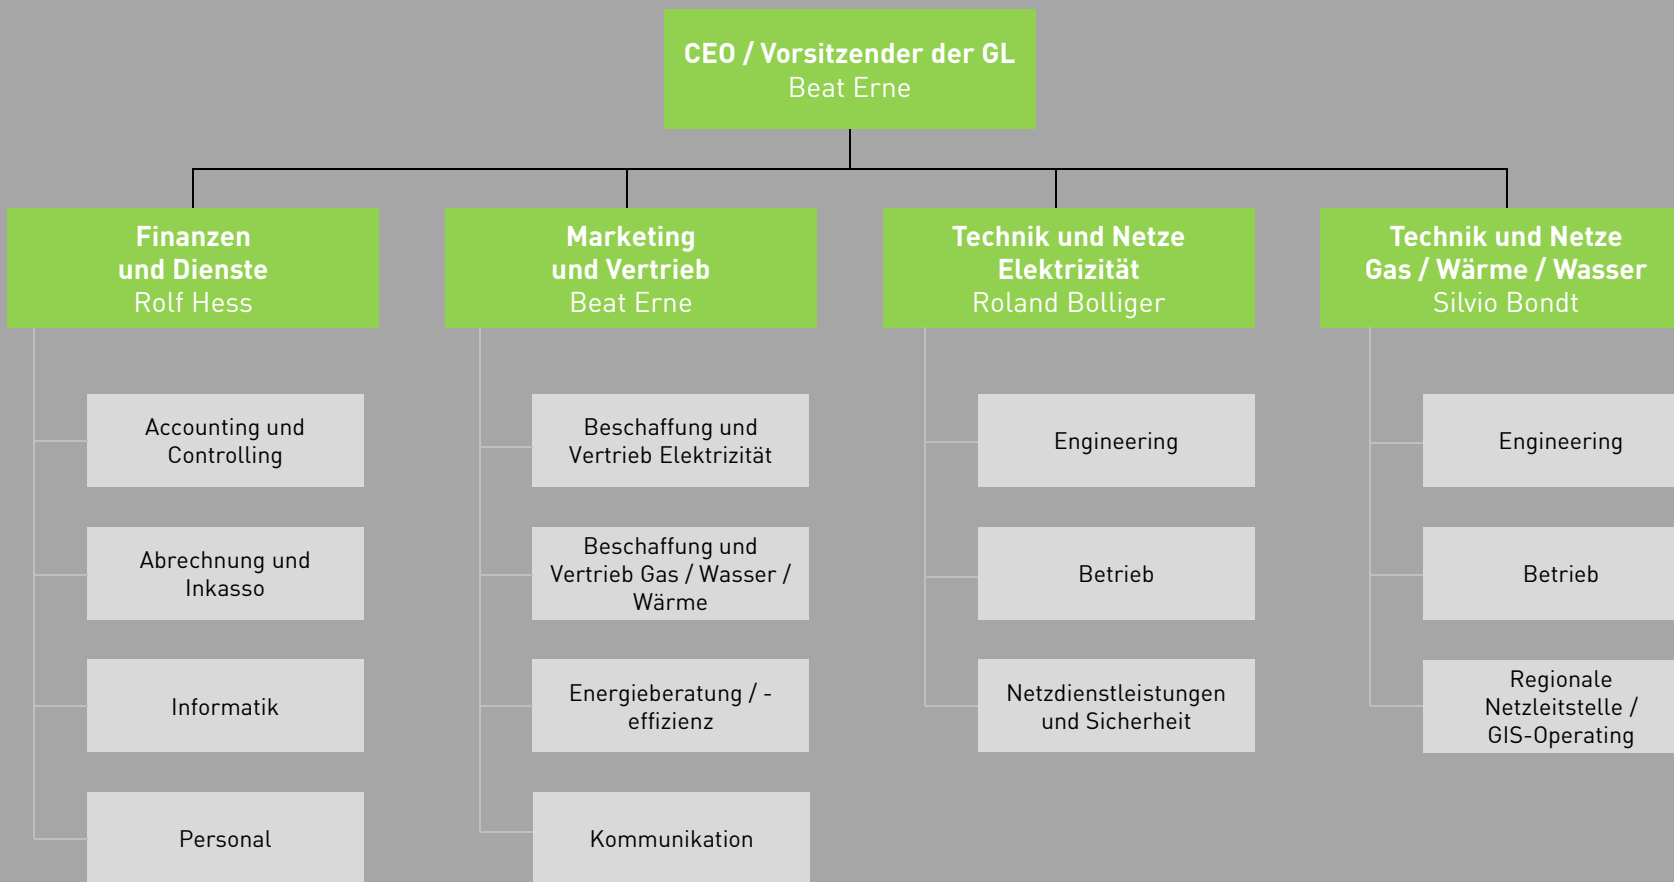 CEO / Vorsitzender der GL
Beat Erne
Finanzen
und Dienste
Rolf Hess
Marketing
und Vertrieb
Beat Erne
Technik und Netze
Elektrizität
Roland Bolliger
Technik und Netze
Gas / Wärme / Wasser
Silvio Bondt
Accounting und
Controlling
Abrechnung und
Inkasso
Informatik
Personal
Beschaffung und
Vertrieb Elektrizität
Beschaffung und
Vertrieb Gas / Wasser /
Wärme
Energieberatung / -
effizienz
Kommunikation
Engineering
Betrieb
Netzdienstleistungen
und Sicherheit
Engineering
Betrieb
Regionale
Netzleitstelle /
GIS-Operating